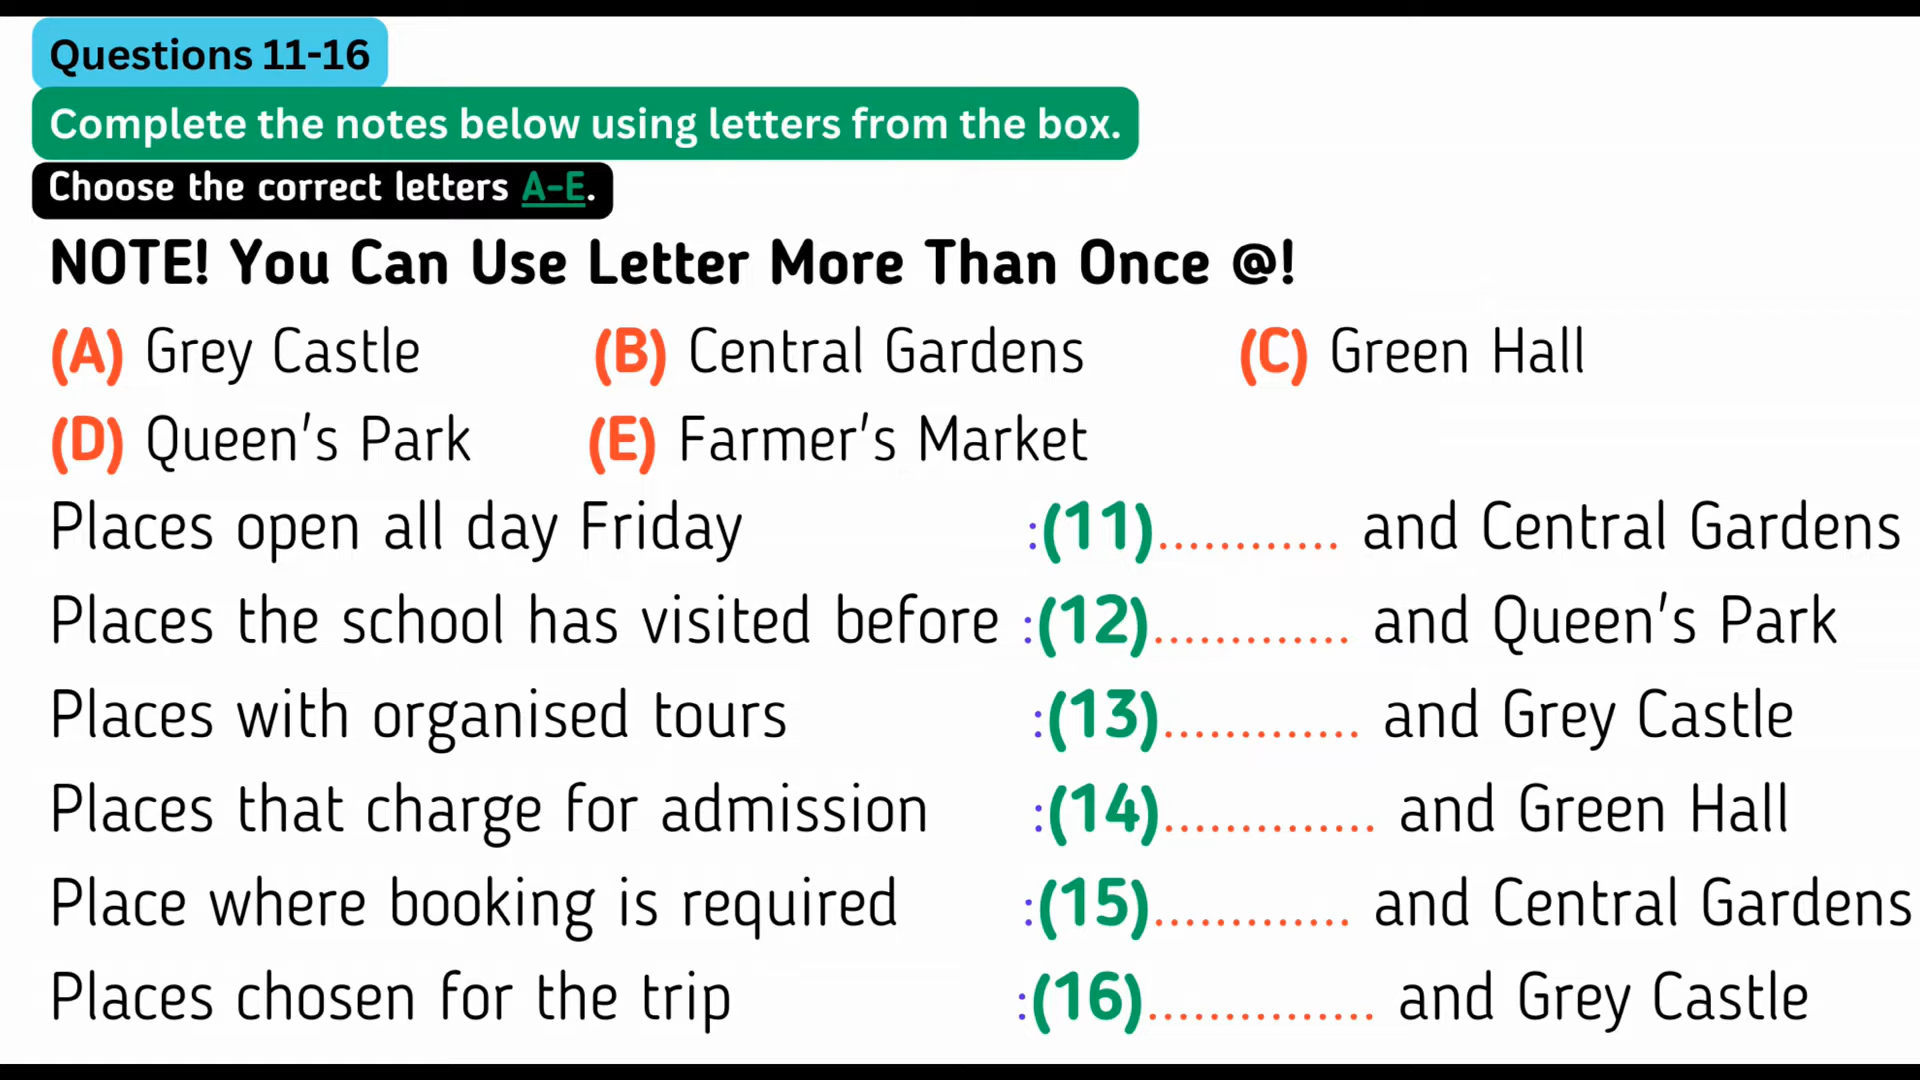 Questions 11-16
Complete the notes below using letters from the box.
Choose the correct letters A-E.
NOTE! You Can Use Letter More Than Once @!
(A) Grey Castle (B) Central Gardens (C) Green Hall
(D) Queen's Park (E) Farmer's Market
Places open all day Friday :(11)............ and Central Gardens
Places the school has visited before :(12)............. and Queen's Park
Places with organised tours :(13)............. and Grey Castle
Places that charge for admission :(14).............. and Green Hall
Place where booking is required :(15)............. and Central Gardens
Places chosen for the trip :(16)............... and Grey Castle